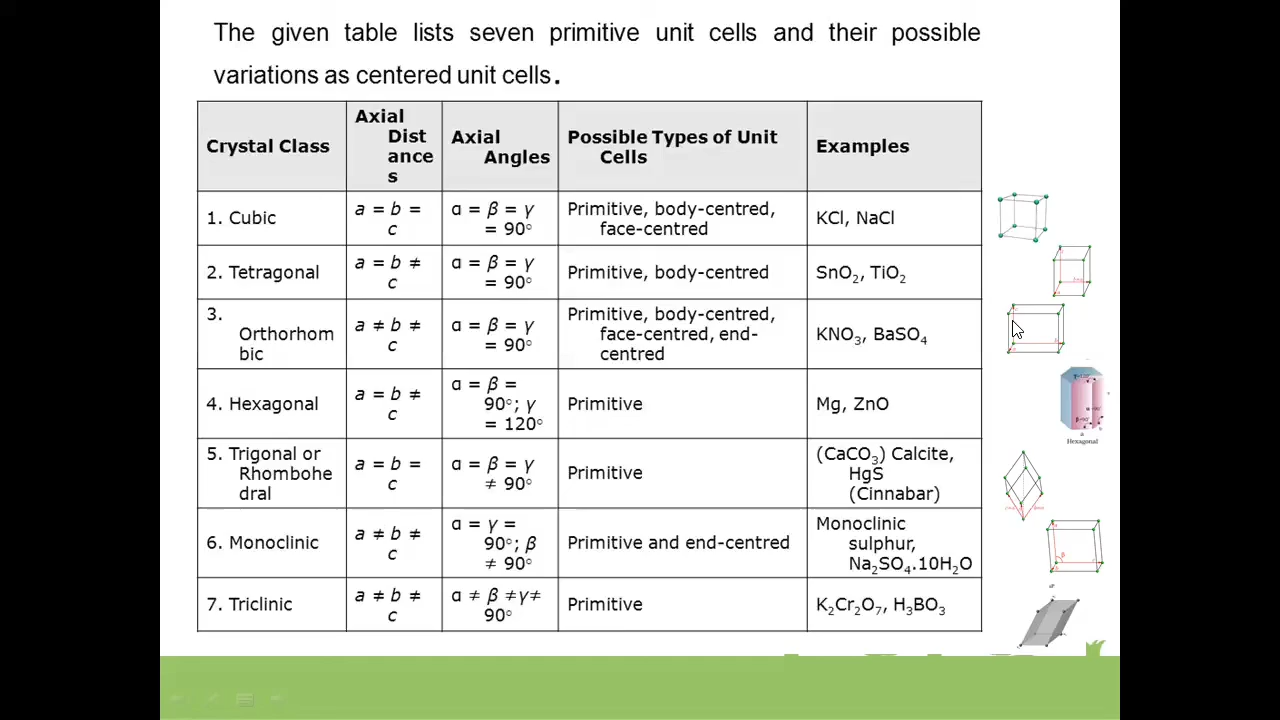 The given table lists seven primitive unit cells and their possible
variations as centered unit cells.
Crystal Class
Axial
Dist
ance
s
Axial
Angles
Possible Types of Unit
Cells
Examples
1. Cubic
a = b =
c
α = β = γ
= 90°
Primitive, body-centred,
face-centred
KCl, NaCl
2. Tetragonal
a = b ≠
c
α = β = γ
= 90°
Primitive, body-centred
SnO₂, TiO₂
3.
Orthorhom
bic
a ≠ b ≠
c
α = β = γ
= 90°
Primitive, body-centred,
face-centred, end-
centred
KNO₃, BaSO₄
4. Hexagonal
a = b ≠
c
α = β =
90°; γ
= 120°
Primitive
Mg, ZnO
5. Trigonal or
Rhombohe
dral
a = b =
c
α = β = γ
≠ 90°
Primitive
(CaCO₃) Calcite,
HgS
(Cinnabar)
6. Monoclinic
a ≠ b ≠
c
α = γ =
90°; β
≠ 90°
Primitive and end-centred
Monoclinic
sulphur,
Na₂SO₄.10H₂O
7. Triclinic
a ≠ b ≠
c
α ≠ β ≠γ≠
90°
Primitive
K₂Cr₂O₇, H₃BO₃
Hexagonal